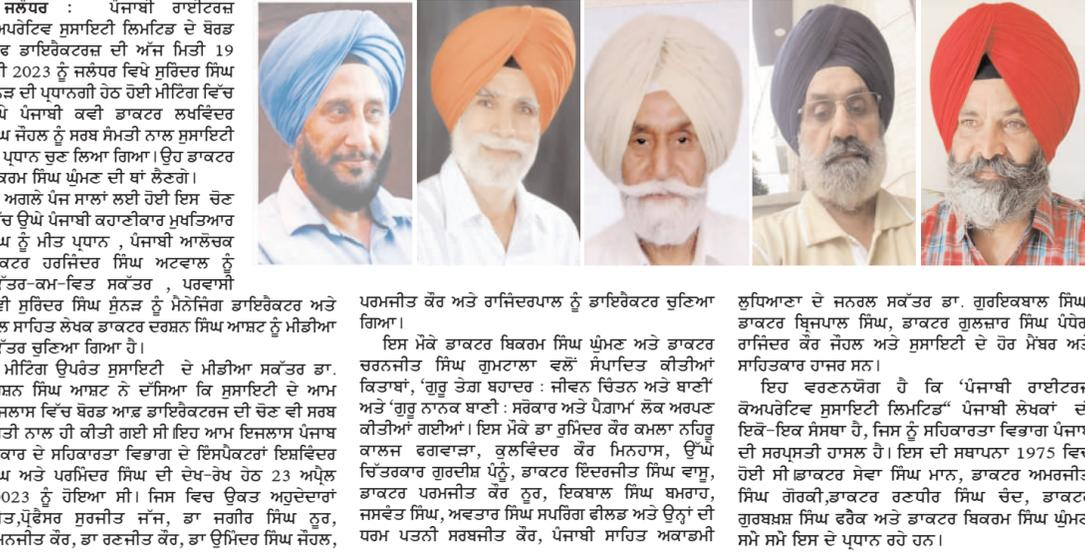 ਜਲੰਧਰ : ਪੰਜਾਬੀ ਰਾਈਟਰਜ਼
ਸੁਸਾਇਟੀ ਲਿਮਟਿਡ ਦੇ ਬੋਰਡ
ਡਾਇਰੈਕਟਰਜ਼ ਦੀ ਅੱਜ ਮਿਤੀ 19
2023 ਨੂੰ ਜਲੰਧਰ ਵਿਖੇ ਸੁਰਿੰਦਰ ਸਿੰਘ
ਦੀ ਪ੍ਰਧਾਨਗੀ ਹੇਠ ਹੋਈ ਮੀਟਿੰਗ ਵਿੱਚ
ਪੰਜਾਬੀ ਕਵੀ ਡਾਕਟਰ ਲਖਵਿੰਦਰ
ਜੌਹਲ ਨੂੰ ਸਰਬ ਸੰਮਤੀ ਨਾਲ ਸੁਸਾਇਟੀ
ਪ੍ਰਧਾਨ ਚੁਣ ਲਿਆ ਗਿਆ। ਉਹ ਡਾਕਟਰ
ਸਿੰਘ ਘੁੰਮਣ ਦੀ ਥਾਂ ਲੈਣਗੇ।
ਅਗਲੇ ਪੰਜ ਸਾਲਾਂ ਲਈ ਹੋਈ ਇਸ ਚੋਣ
ਉਘੇ ਪੰਜਾਬੀ ਕਹਾਣੀਕਾਰ ਮੁਖਤਿਆਰ
ਨੂੰ ਮੀਤ ਪ੍ਰਧਾਨ , ਪੰਜਾਬੀ ਆਲੋਚਕ
ਹਰਜਿੰਦਰ ਸਿੰਘ ਅਟਵਾਲ ਨੂੰ
ਸਕੱਤਰ , ਪਰਵਾਸੀ
ਸੁਰਿੰਦਰ ਸਿੰਘ ਸੁੰਨੜ ਨੂੰ ਮੈਨੇਜਿੰਗ ਡਾਇਰੈਕਟਰ ਅਤੇ
ਸਾਹਿਤ ਲੇਖਕ ਡਾਕਟਰ ਦਰਸ਼ਨ ਸਿੰਘ ਆਸ਼ਟ ਨੂੰ ਮੀਡੀਆ
ਚੁਣਿਆ ਗਿਆ ਹੈ।
ਮੀਟਿੰਗ ਉਪਰੰਤ ਸੁਸਾਇਟੀ ਦੇ ਮੀਡੀਆ ਸਕੱਤਰ ਡਾ.
ਸਿੰਘ ਆਸ਼ਟ ਨੇ ਦੱਸਿਆ ਕਿ ਸੁਸਾਇਟੀ ਦੇ ਆਮ
ਵਿੱਚ ਬੋਰਡ ਆਫ਼ ਡਾਇਰੈਕਟਰਜ ਦੀ ਚੋਣ ਵੀ ਸਰਬ
ਨਾਲ ਹੀ ਕੀਤੀ ਗਈ ਸੀ।ਇਹ ਆਮ ਇਜਲਾਸ ਪੰਜਾਬ
ਦੇ ਸਹਿਕਾਰਤਾ ਵਿਭਾਗ ਦੇ ਇੰਸਪੈਕਟਰਾਂ ਇਸ਼ਵਿੰਦਰ
ਅਤੇ ਪਰਮਿੰਦਰ ਸਿੰਘ ਦੀ ਦੇਖ-ਰੇਖ ਹੇਠ 23 ਅਪ੍ਰੈਲ
ਨੂੰ ਹੋਇਆ ਸੀ। ਜਿਸ ਵਿਚ ਉਕਤ ਅਹੁਦੇਦਾਰਾਂ
ਪ੍ਰੋਫੈਸਰ ਸੁਰਜੀਤ ਜੱਜ, ਡਾ ਜਗੀਰ ਸਿੰਘ ਨੂਰ,
ਕੌਰ, ਡਾ ਰਣਜੀਤ ਕੌਰ, ਡਾ ਉਮਿੰਦਰ ਸਿੰਘ ਜੌਹਲ,
ਪਰਮਜੀਤ ਕੌਰ ਅਤੇ ਰਾਜਿੰਦਰਪਾਲ ਨੂੰ ਡਾਇਰੈਕਟਰ ਚੁਣਿਆ
ਗਿਆ।
ਇਸ ਮੌਕੇ ਡਾਕਟਰ ਬਿਕਰਮ ਸਿੰਘ ਘੁੰਮਣ ਅਤੇ ਡਾਕਟਰ
ਚਰਨਜੀਤ ਸਿੰਘ ਗੁਮਟਾਲਾ ਵਲੋਂ ਸੰਪਾਦਿਤ ਕੀਤੀਆਂ
ਕਿਤਾਬਾਂ, 'ਗੁਰੂ ਤੇਗ਼ ਬਹਾਦਰ : ਜੀਵਨ ਚਿੰਤਨ ਅਤੇ ਬਾਣੀ'
ਅਤੇ 'ਗੁਰੂ ਨਾਨਕ ਬਾਣੀ : ਸਰੋਕਾਰ ਅਤੇ ਪੈਗ਼ਾਮ' ਲੋਕ ਅਰਪਣ
ਕੀਤੀਆਂ ਗਈਆਂ। ਇਸ ਮੌਕੇ ਡਾ ਰੁਮਿੰਦਰ ਕੌਰ ਕਮਲਾ ਨਹਿਰੂ
ਕਾਲਜ ਫਗਵਾੜਾ, ਕੁਲਵਿੰਦਰ ਕੌਰ ਮਿਨਹਾਸ, ਉੱਘੇ
ਚਿੱਤਰਕਾਰ ਗੁਰਦੀਸ਼ ਪੰਨੂੰ, ਡਾਕਟਰ ਇੰਦਰਜੀਤ ਸਿੰਘ ਵਾਸੂ,
ਡਾਕਟਰ ਪਰਮਜੀਤ ਕੌਰ ਨੂਰ, ਇਕਬਾਲ ਸਿੰਘ ਬਮਰਾਹ,
ਜਸਵੰਤ ਸਿੰਘ, ਅਵਤਾਰ ਸਿੰਘ ਸਪਰਿੰਗ ਫੀਲਡ ਅਤੇ ਉਨ੍ਹਾਂ ਦੀ
ਧਰਮ ਪਤਨੀ ਸਰਬਜੀਤ ਕੌਰ, ਪੰਜਾਬੀ ਸਾਹਿਤ ਅਕਾਡਮੀ
ਲੁਧਿਆਣਾ ਦੇ ਜਨਰਲ ਸਕੱਤਰ ਡਾ. ਗੁਰਇਕਬਾਲ ਸਿੰਘ
ਡਾਕਟਰ ਬ੍ਰਿਜਪਾਲ ਸਿੰਘ, ਡਾਕਟਰ ਗੁਲਜ਼ਾਰ ਸਿੰਘ ਪੰਧੇਰ
ਰਾਜਿੰਦਰ ਕੌਰ ਜੌਹਲ ਅਤੇ ਸੁਸਾਇਟੀ ਦੇ ਹੋਰ ਮੈਂਬਰ ਅਤੇ
ਸਾਹਿਤਕਾਰ ਹਾਜਰ ਸਨ।
ਇਹ ਵਰਣਨਯੋਗ ਹੈ ਕਿ 'ਪੰਜਾਬੀ ਰਾਈਟਰਜ਼
ਕੋਅਪਰੇਟਿਵ ਸੁਸਾਇਟੀ ਲਿਮਟਿਡ" ਪੰਜਾਬੀ ਲੇਖਕਾਂ ਦੀ
ਇਕੋ-ਇਕ ਸੰਸਥਾ ਹੈ, ਜਿਸ ਨੂੰ ਸਹਿਕਾਰਤਾ ਵਿਭਾਗ ਪੰਜਾਬ
ਦੀ ਸਰਪ੍ਰਸਤੀ ਹਾਸਲ ਹੈ। ਇਸ ਦੀ ਸਥਾਪਨਾ 1975 ਵਿਚ
ਹੋਈ ਸੀ।ਡਾਕਟਰ ਸੇਵਾ ਸਿੰਘ ਮਾਨ, ਡਾਕਟਰ ਅਮਰਜੀਤ
ਸਿੰਘ ਗੋਰਕੀ,ਡਾਕਟਰ ਰਣਧੀਰ ਸਿੰਘ ਚੰਦ, ਡਾਕਟਰ
ਗੁਰਬਖ਼ਸ਼ ਸਿੰਘ ਫਰੈਂਕ ਅਤੇ ਡਾਕਟਰ ਬਿਕਰਮ ਸਿੰਘ ਘੁੰਮਣ
ਸਮੇਂ ਸਮੇਂ ਇਸ ਦੇ ਪ੍ਰਧਾਨ ਰਹੇ ਹਨ।